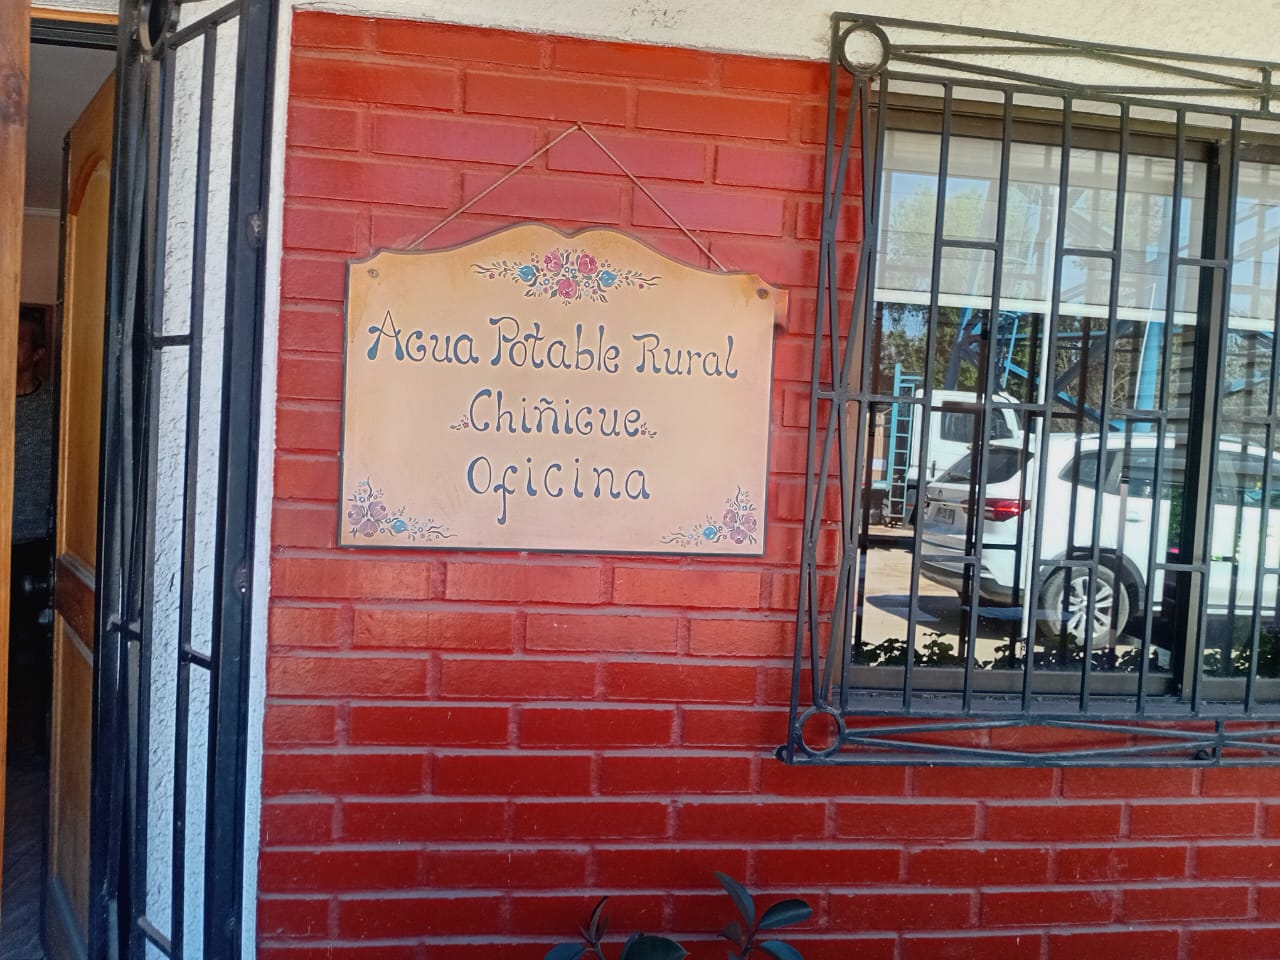 Agua Potable Rural
Chiñigue
Oficina